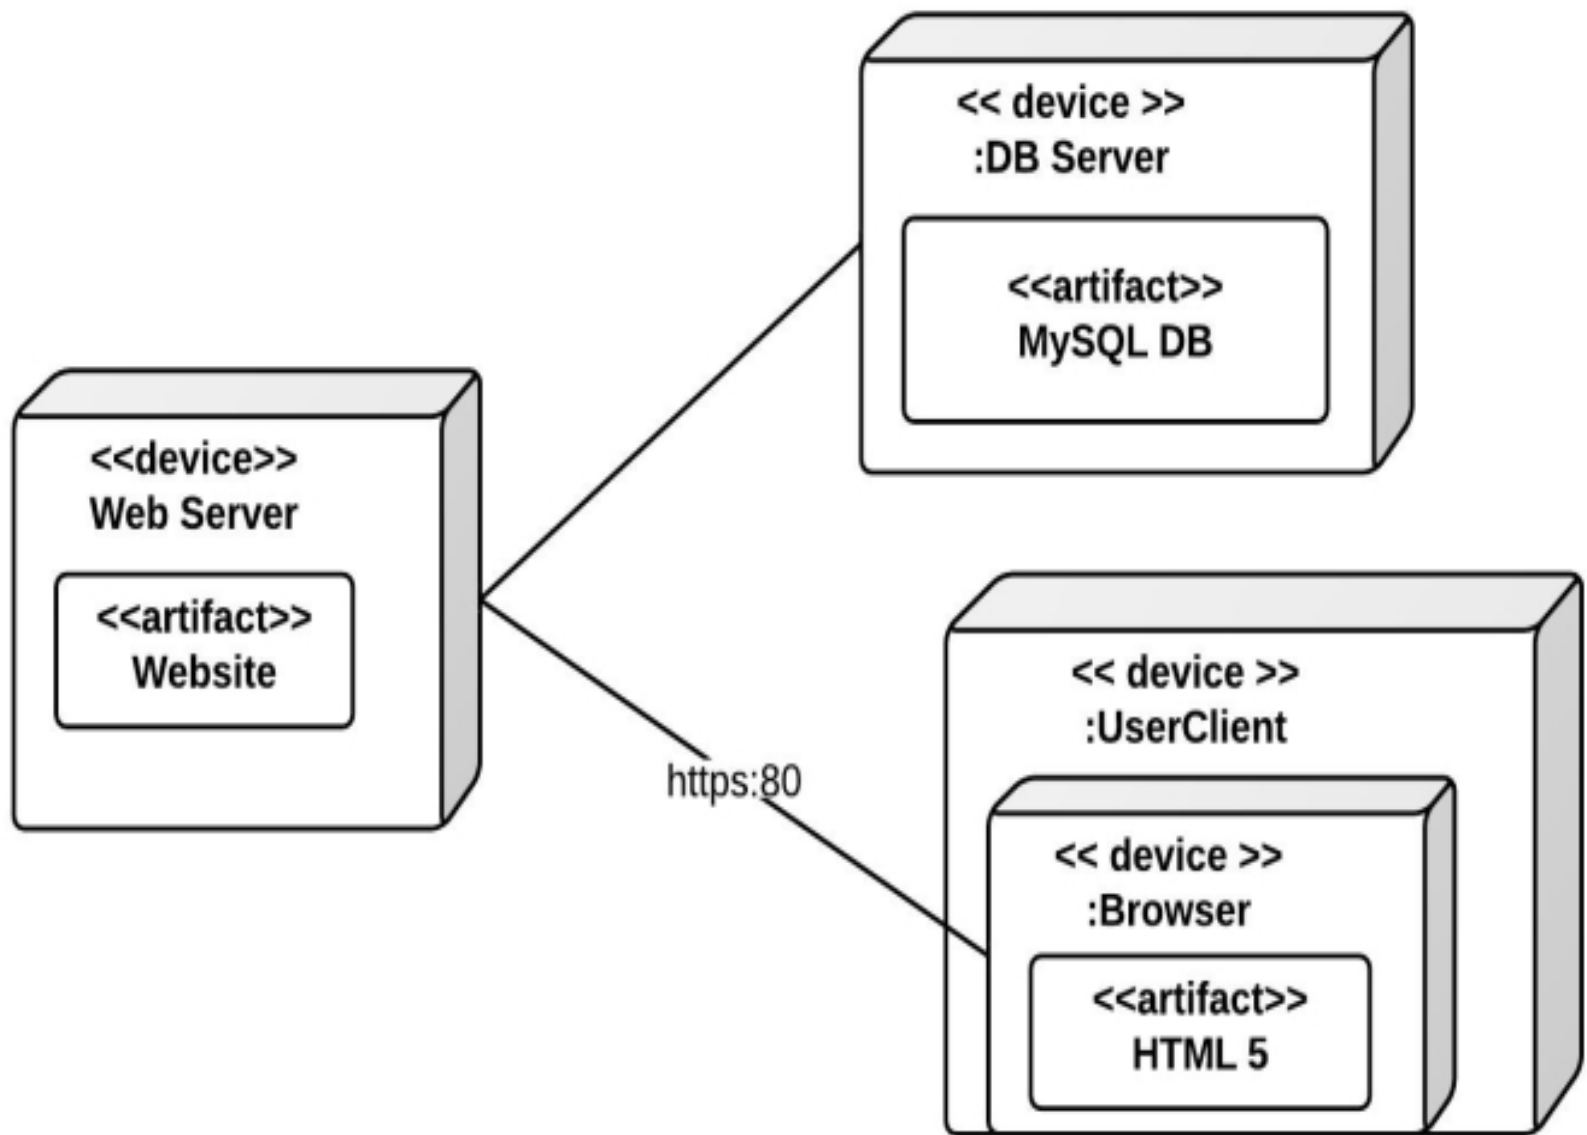 << device >>
:DB Server
<<artifact>>
MySQL DB
<<device>>
Web Server
<<artifact>>
Website
https:80
<< device >>
:UserClient
<< device >>
:Browser
<<artifact>>
HTML 5